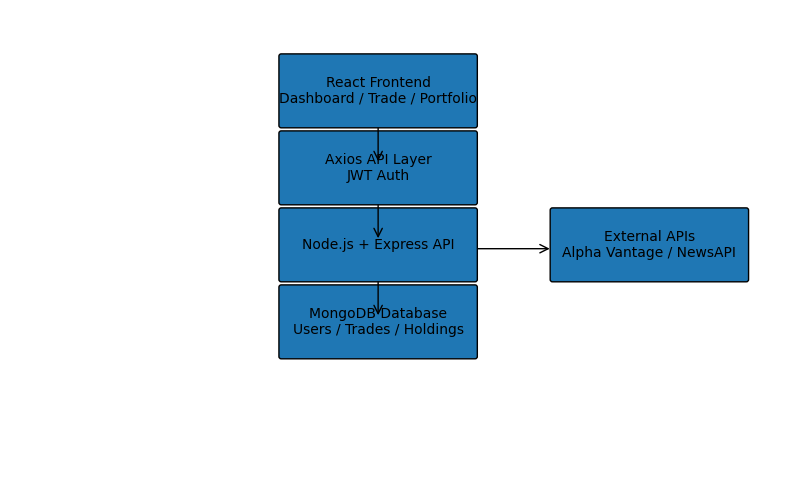 React Frontend
Dashboard / Trade / Portfolio
Axios API Layer
JWT Auth
Node.js + Express API
External APIs
Alpha Vantage / NewsAPI
MongoDB Database
Users / Trades / Holdings